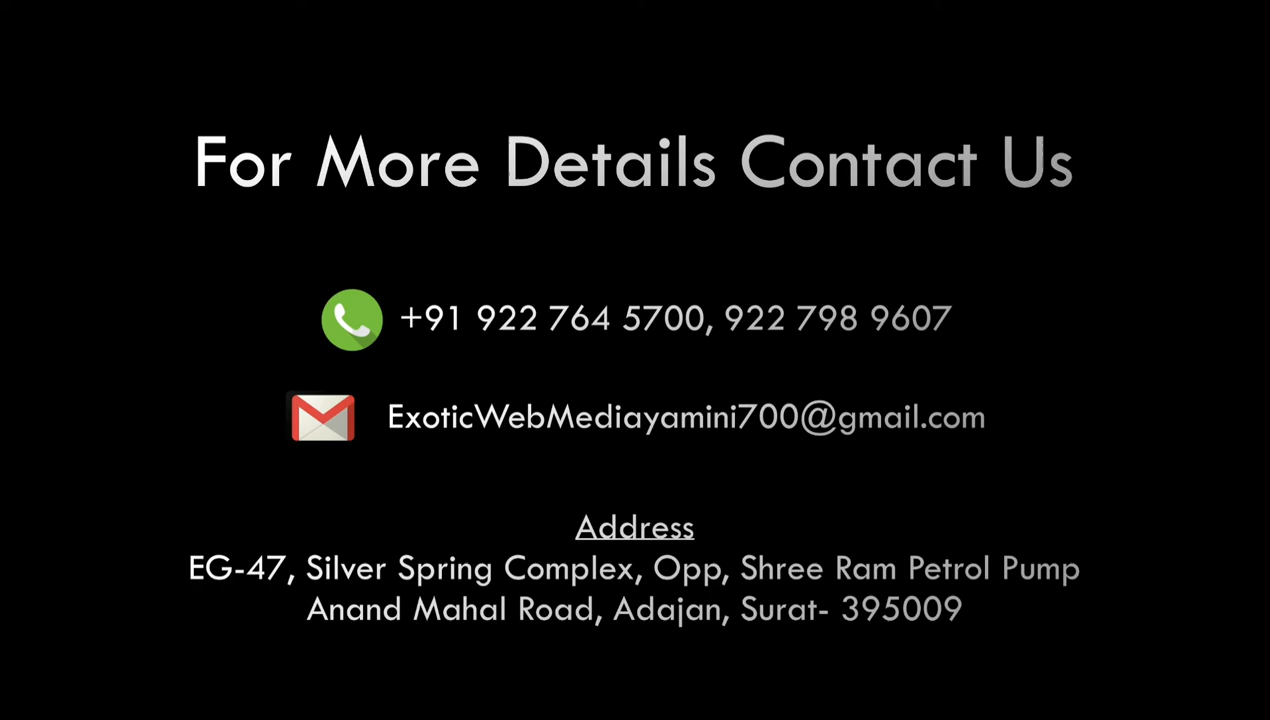 For More Details Contact Us
+91 922 764 5700, 922 798 9607
ExoticWebMediayamini700@gmail.com
Address
EG-47, Silver Spring Complex, Opp, Shree Ram Petrol Pump
Anand Mahal Road, Adajan, Surat- 395009